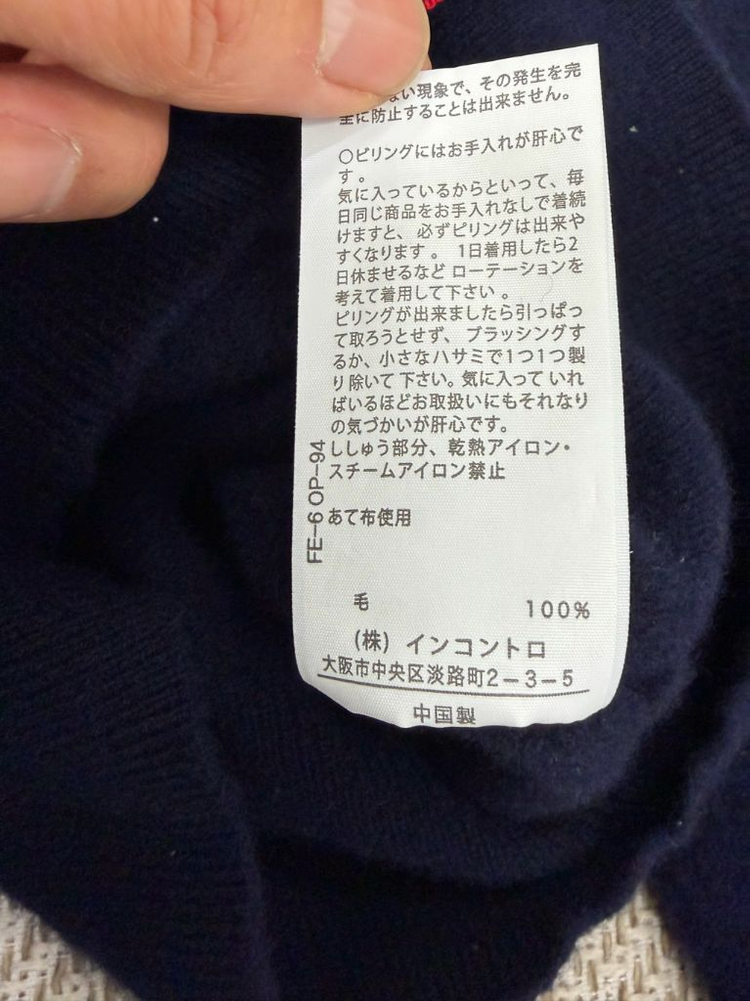 ない現象で、その発生を完
全に防止することは出来ません。
○ピリングにはお手入れが肝心で
す。
気に入っているからといって、毎
日同じ商品をお手入れなしで着続
けますと、必ずピリングは出来や
すくなります 。 1日着用したら2
日休ませるなど ローテーションを
考えて着用して下さい 。
ピリングが出来ましたら引っぱっ
て取ろうとせず、 ブラッシングす
るか、小さなハサミで1つ1つ製
り 除いて 下さい。気に入って いれ
ばいるほどお取扱いにもそれなり
の気づかいが肝心です。
ししゅう部分、乾熱アイロン・
スチームアイロン禁止
あて布使用
FE-6 OP-94
毛 100%
(株) インコントロ
大阪市中央区淡路町2-3-5
中国製